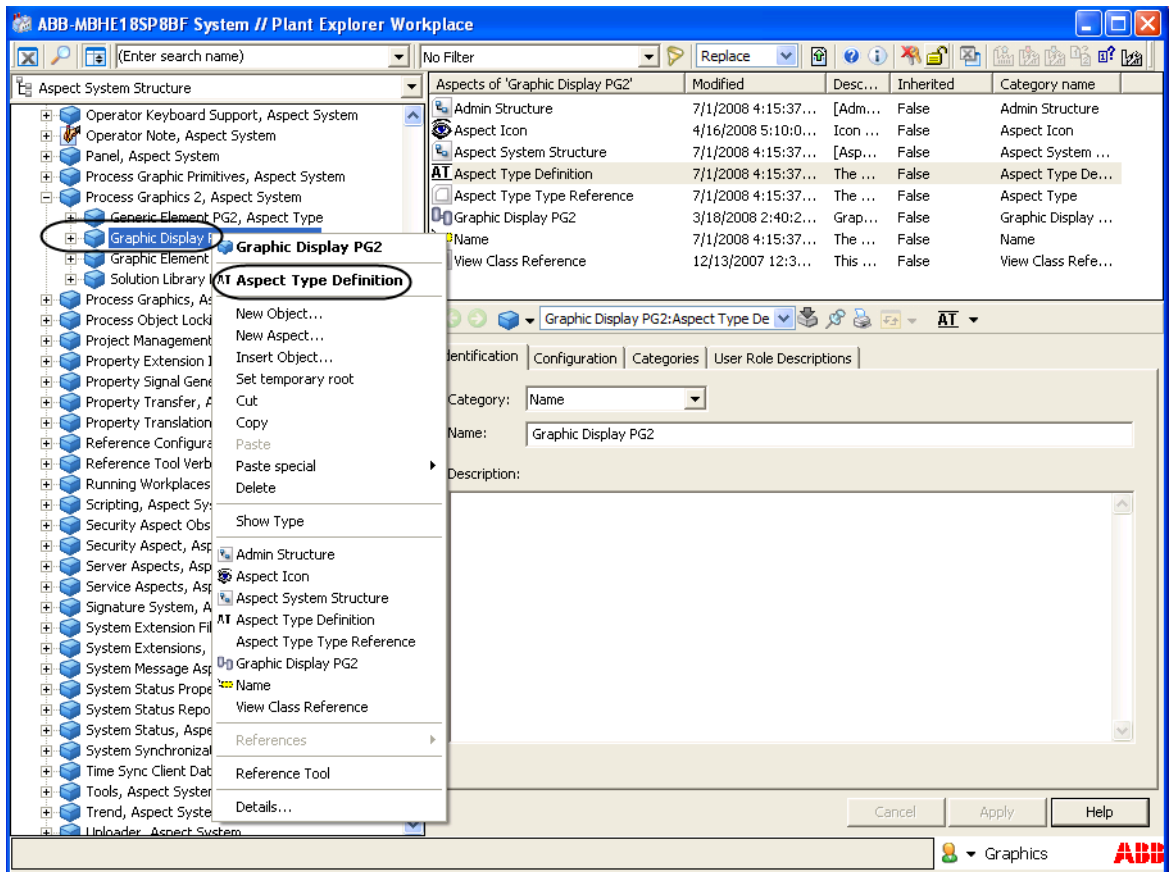 ABB-MBHE18SP8BF System // Plant Explorer Workplace
(Enter search name)
No Filter
Replace
Aspect System Structure
Operator Keyboard Support, Aspect System
Operator Note, Aspect System
Panel, Aspect System
Process Graphic Primitives, Aspect System
Process Graphics 2, Aspect System
Generic Element PG2, Aspect Type
Graphic Display
Graphic Element
Solution Library
Process Graphics, As
Process Object Locki
Project Management
Property Extension
Property Signal Gene
Property Transfer, A
Property Translation
Reference Configura
Reference Tool Verb
Running Workplaces
Scripting, Aspect Sy
Security Aspect Obs
Security Aspect, Asp
Server Aspects, Asp
Service Aspects, Asp
Signature System, A
System Extension Fil
System Extensions,
System Message Asp
System Status Prope
System Status Repo
System Status, Aspe
System Synchronizat
Time Sync Client Dat
Tools, Aspect System
Trend, Aspect Syste
Uploader, Aspect System
Graphic Display PG2
AT Aspect Type Definition
New Object...
New Aspect...
Insert Object...
Set temporary root
Cut
Copy
Paste
Paste special
Delete
Show Type
Admin Structure
Aspect Icon
Aspect System Structure
AT Aspect Type Definition
Aspect Type Type Reference
Graphic Display PG2
Name
View Class Reference
References
Reference Tool
Details...
Aspects of 'Graphic Display PG2' Modified Desc... Inherited Category name
Admin Structure 7/1/2008 4:15:37... [Adm... False Admin Structure
Aspect Icon 4/16/2008 5:10:0... Icon ... False Aspect Icon
Aspect System Structure 7/1/2008 4:15:37... [Asp... False Aspect System ...
AT Aspect Type Definition 7/1/2008 4:15:37... The ... False Aspect Type De...
Aspect Type Type Reference 7/1/2008 4:15:37... The ... False Aspect Type
Graphic Display PG2 3/18/2008 2:40:2... Grap... False Graphic Display ...
Name 7/1/2008 4:15:37... The ... False Name
View Class Reference 12/13/2007 12:3... This ... False View Class Refe...
Graphic Display PG2:Aspect Type De
AT
dentification Configuration Categories User Role Descriptions
Category: Name
Name: Graphic Display PG2
Description:
Cancel Apply Help
Graphics
ABB